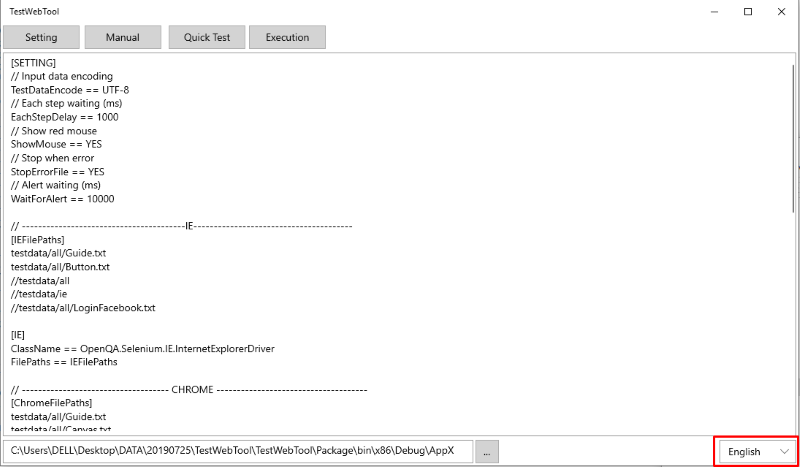 TestWebTool
Setting Manual Quick Test Execution
[SETTING]
// Input data encoding
TestDataEncode == UTF-8
// Each step waiting (ms)
EachStepDelay == 1000
// Show red mouse
ShowMouse == YES
// Stop when error
StopErrorFile == YES
// Alert waiting (ms)
WaitForAlert == 10000
// ----------------------------------------IE---------------------------------------
[IEFilePaths]
testdata/all/Guide.txt
testdata/all/Button.txt
//testdata/all
//testdata/ie
//testdata/all/LoginFacebook.txt
[IE]
ClassName == OpenQA.Selenium.IE.InternetExplorerDriver
FilePaths == IEFilePaths
// ------------------------------------ CHROME -------------------------------------
[ChromeFilePaths]
testdata/all/Guide.txt
testdata/all/Canvas.txt
C:\Users\DELL\Desktop\DATA\20190725\TestWebTool\TestWebTool\Package\bin\x86\Debug\AppX ... English